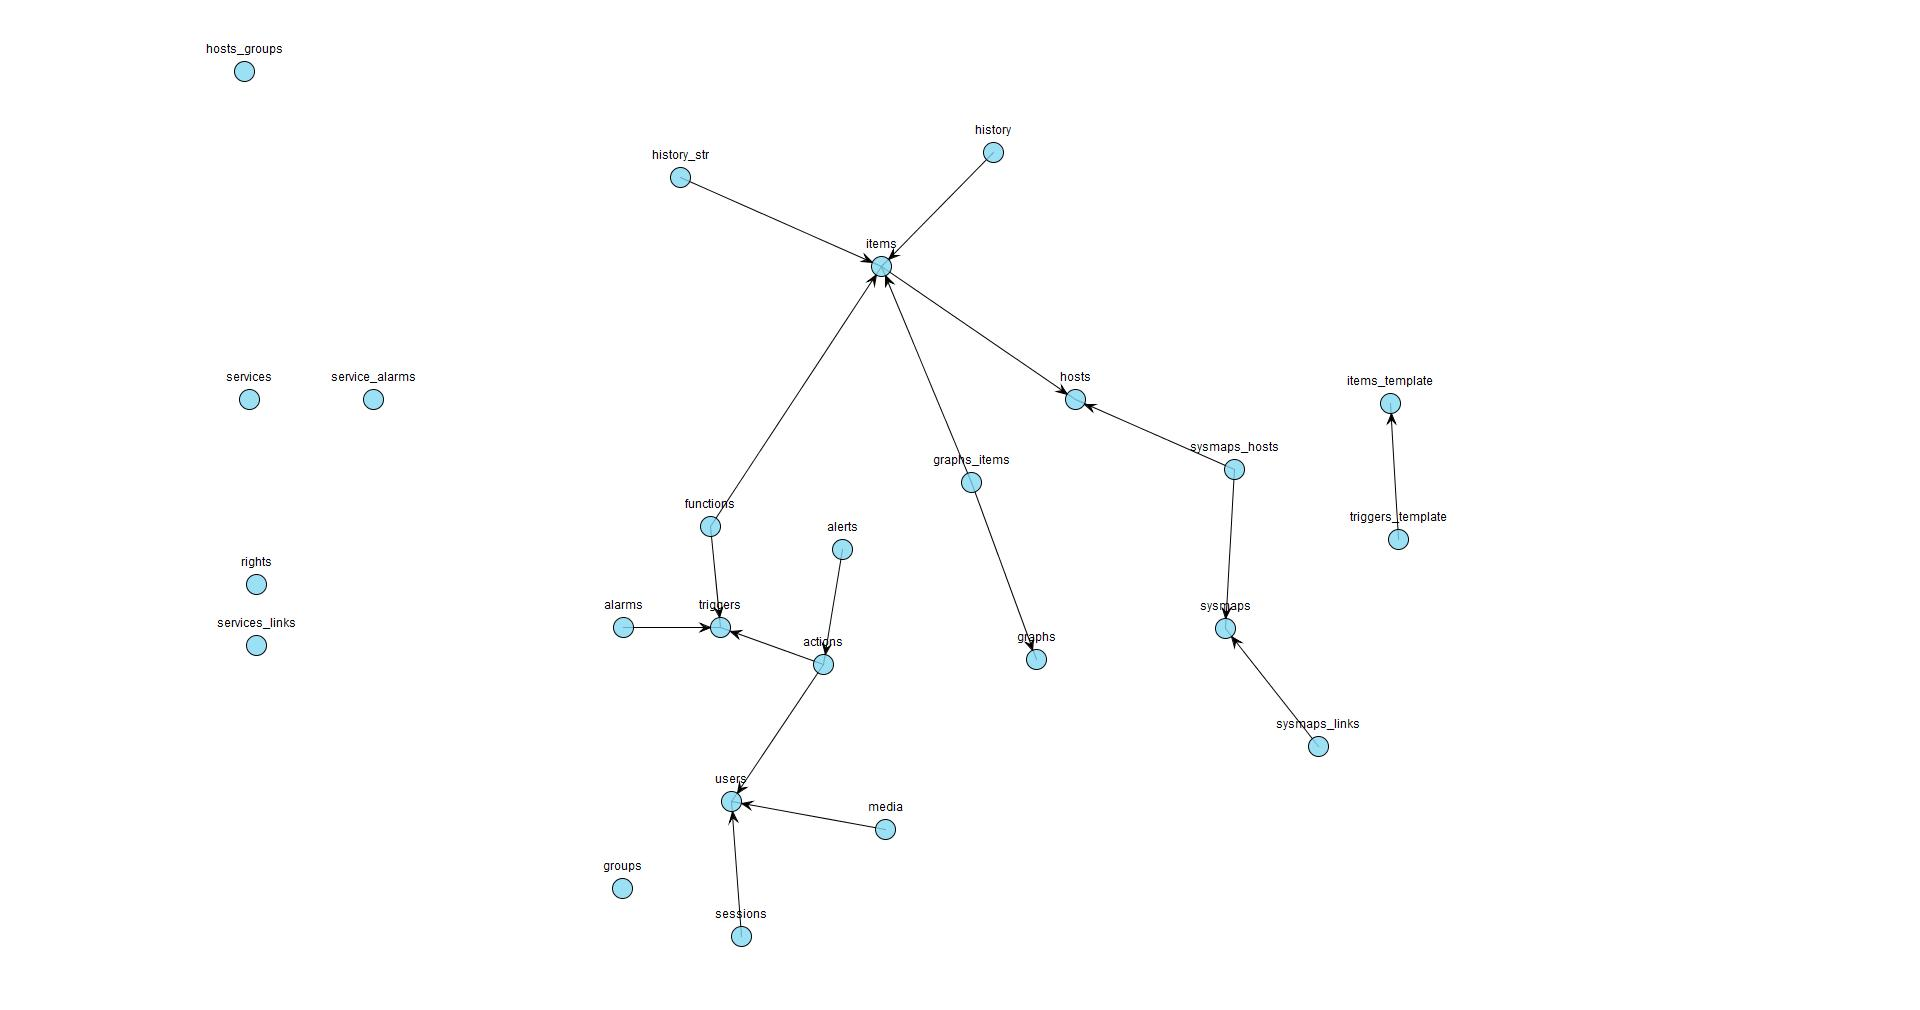 hosts_groups
history
history_str
items
services
service_alarms
hosts
items_template
sysmaps_hosts
graphs_items
functions
triggers_template
alerts
rights
alarms
triggers
sysmaps
services_links
actions
graphs
sysmaps_links
users
media
groups
sessions